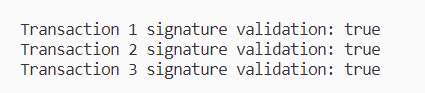 Transaction 1 signature validation: true
Transaction 2 signature validation: true
Transaction 3 signature validation: true